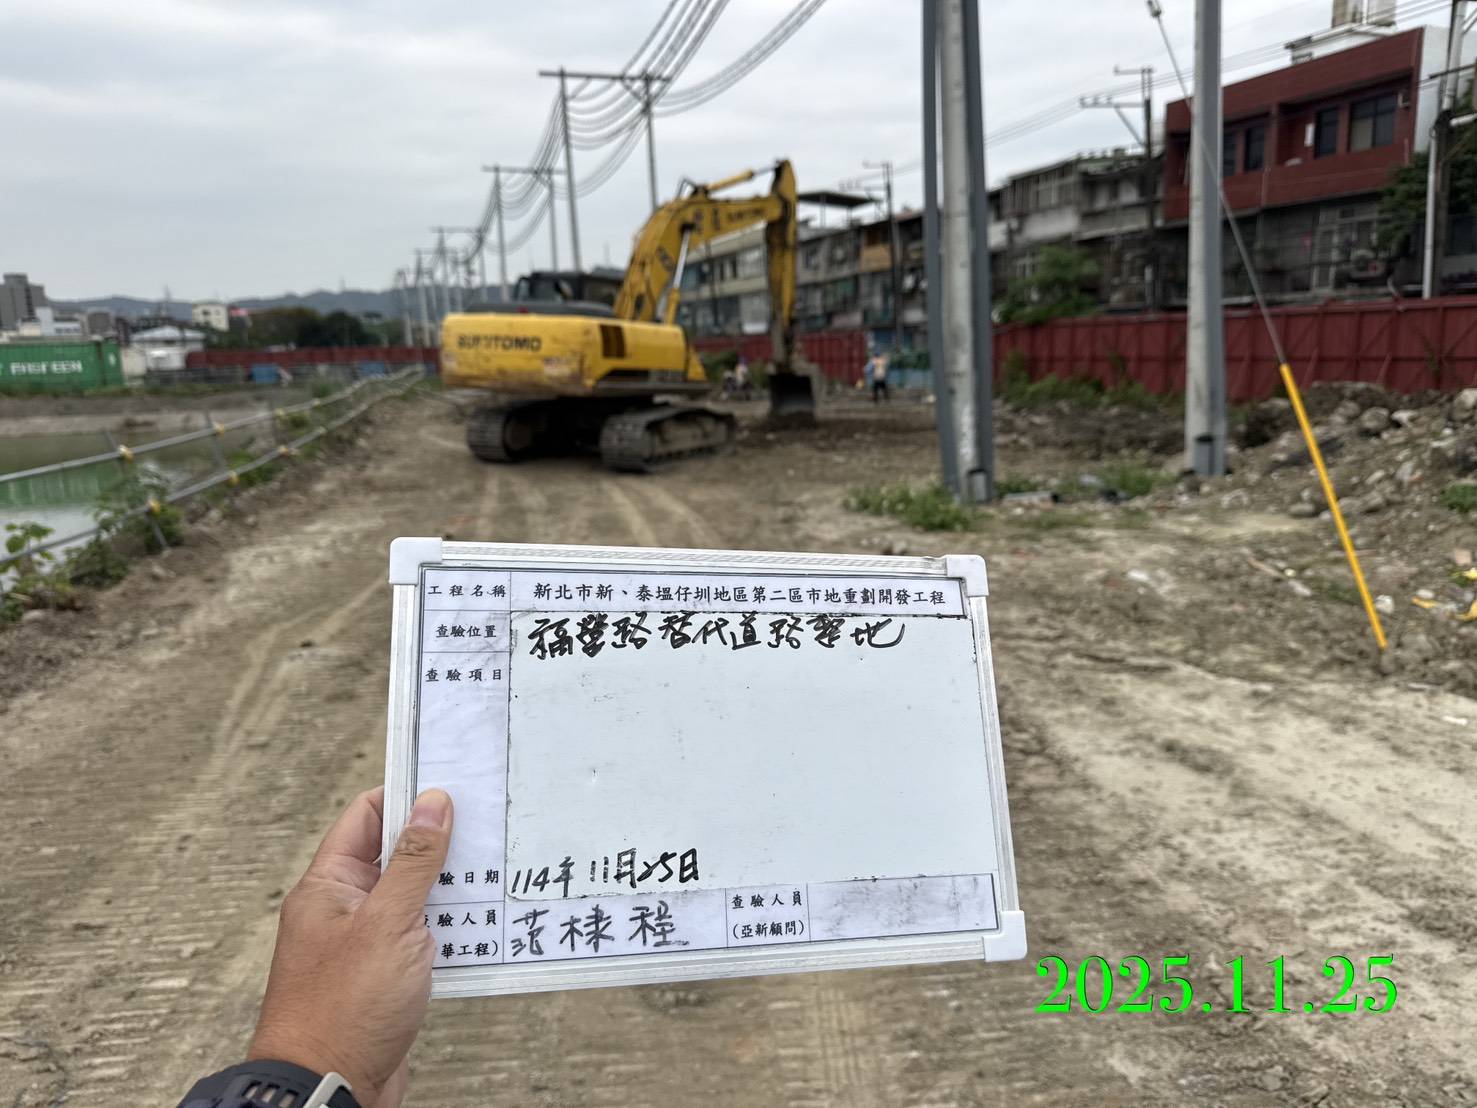 SUMITOMO
EVERGREEN
工程名稱 新北市新、泰塭仔圳地區第二區市地重劃開發工程
查驗位置 福營路替代道路整地
查驗項目
驗日期 114年11月25日
查驗人員 范棣程 查驗人員
華工程) (亞新顧問)
2025.11.25